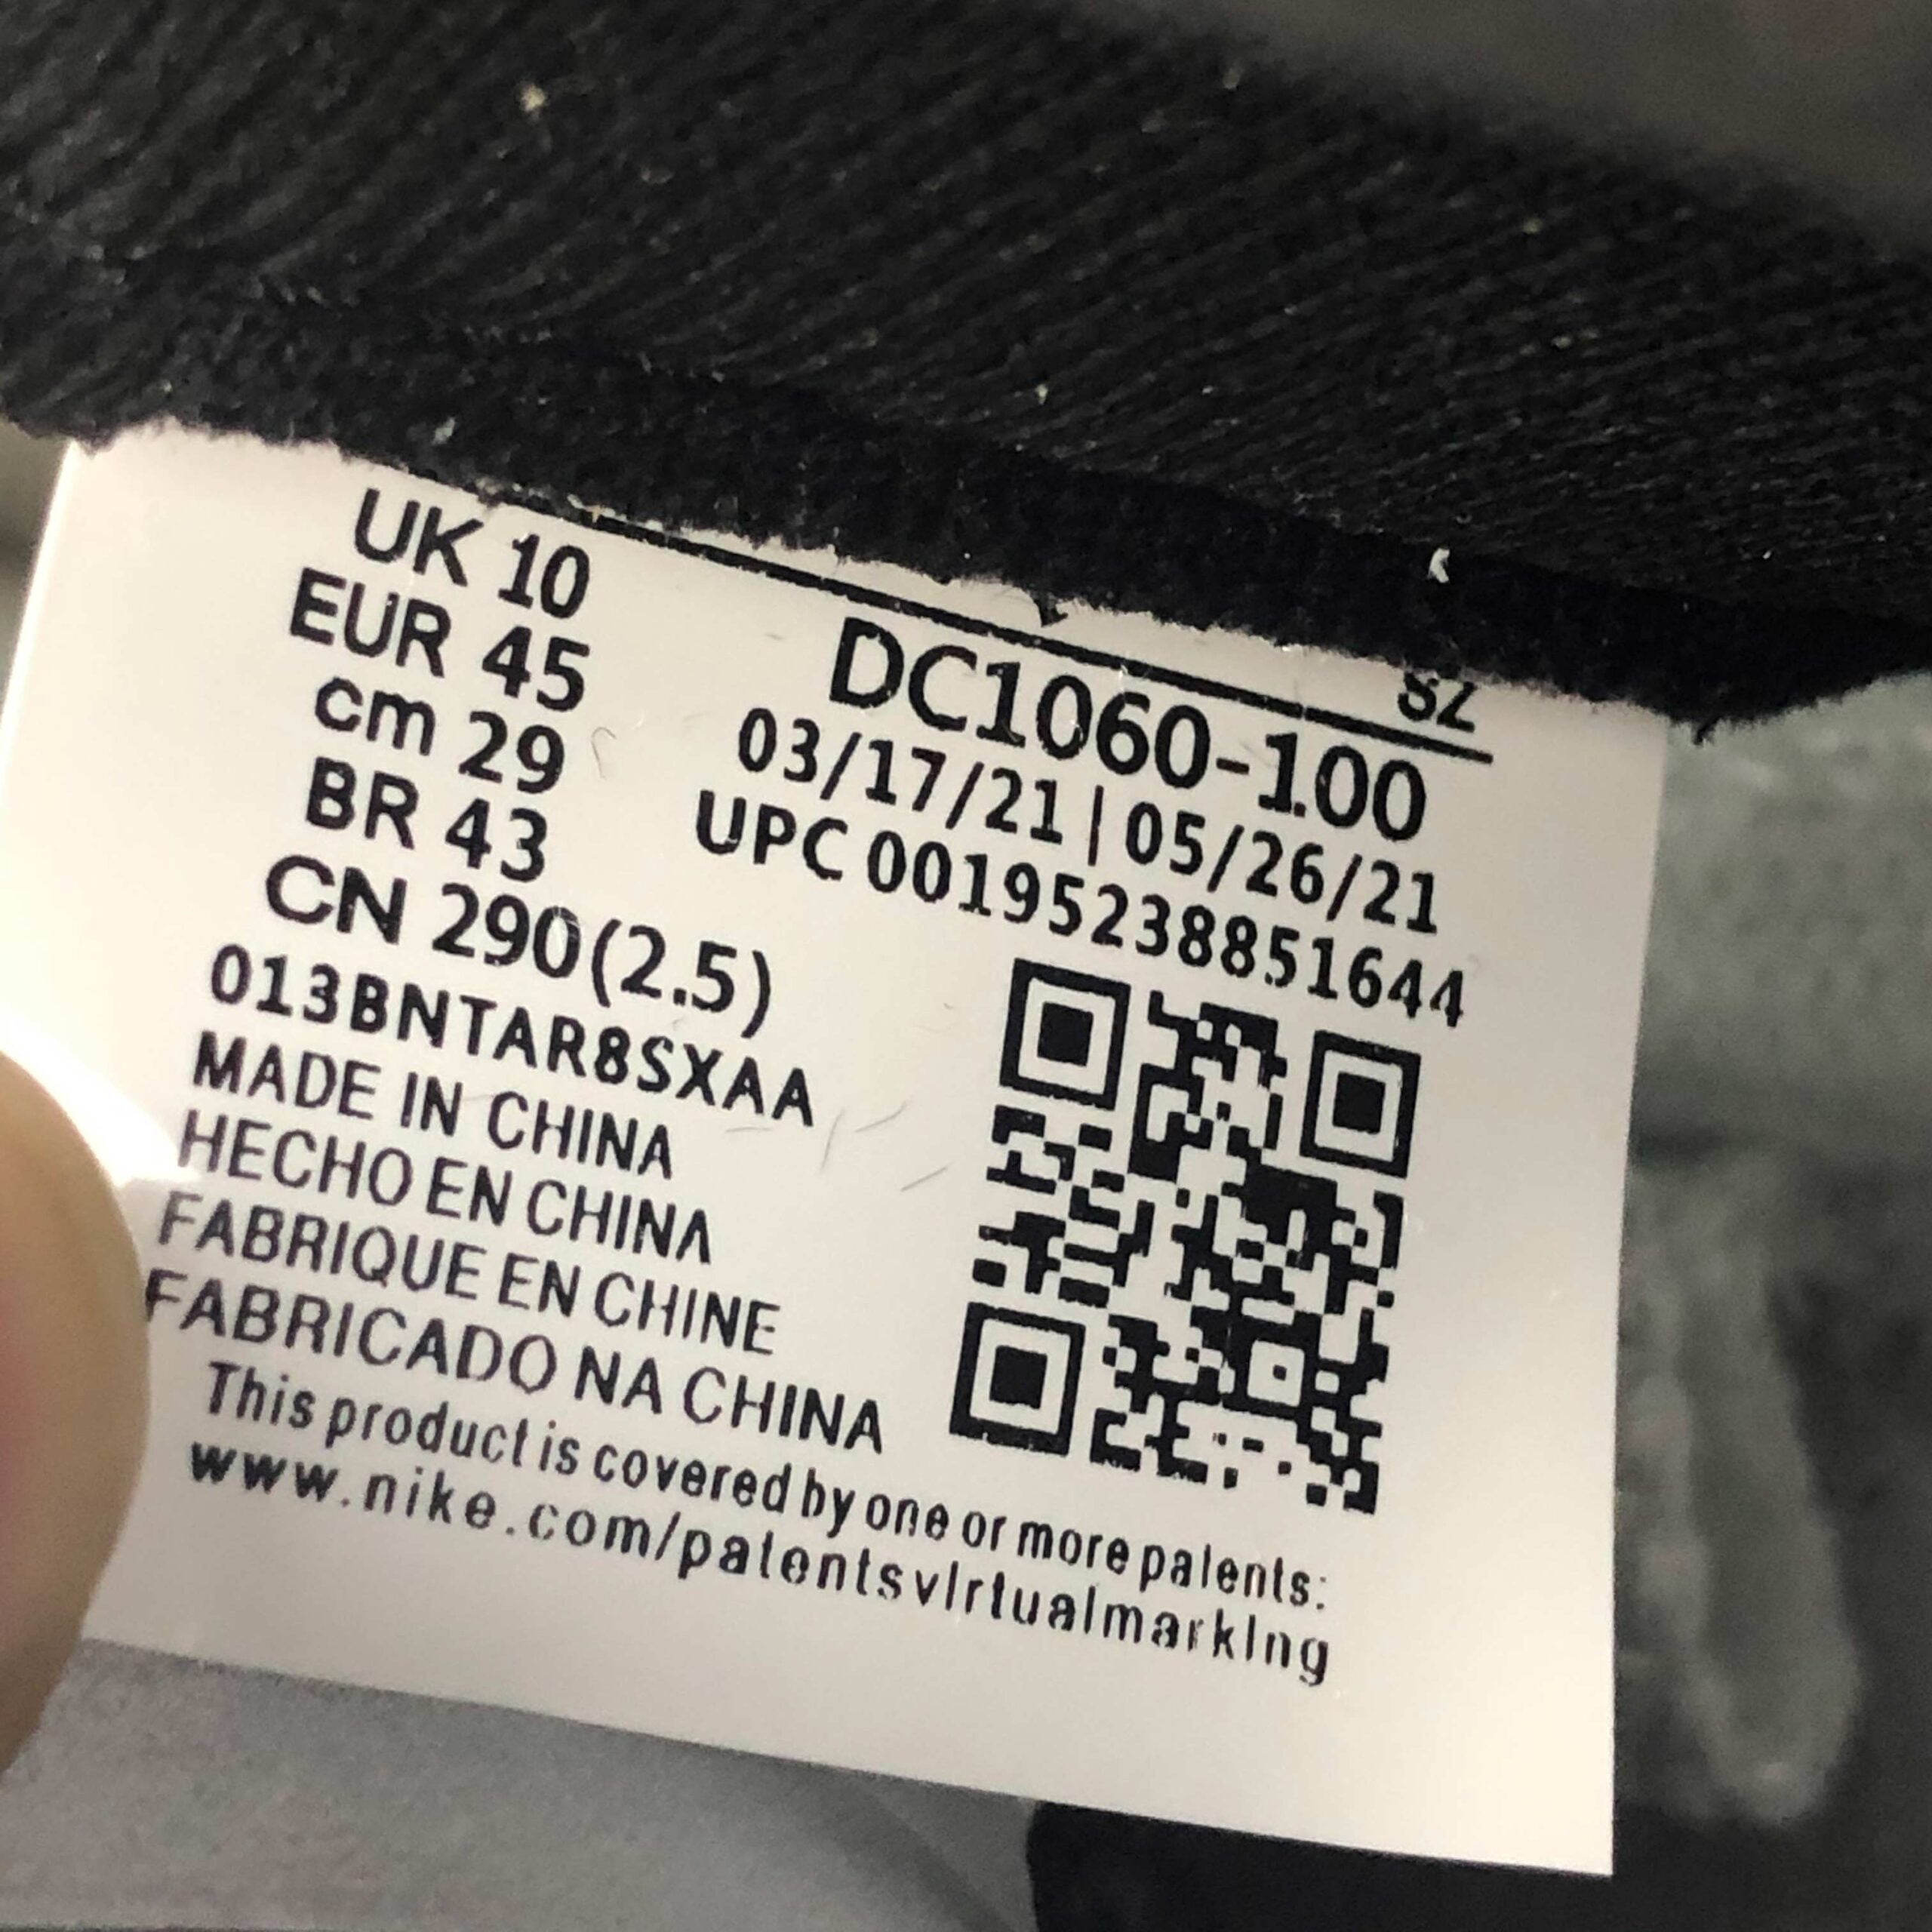 UK 10
EUR 45
cm 29
BR 43
CN 290(2.5)
013BNTAR8SXAA
MADE IN CHINA
HECHO EN CHINA
FABRIQUE EN CHINE
FABRICADO NA CHINA
This product is covered by one or more patents:
www.nike.com/patentsvirtualmarking
SZ
DC1060-100
03/17/21 | 05/26/21
UPC 00195238851644